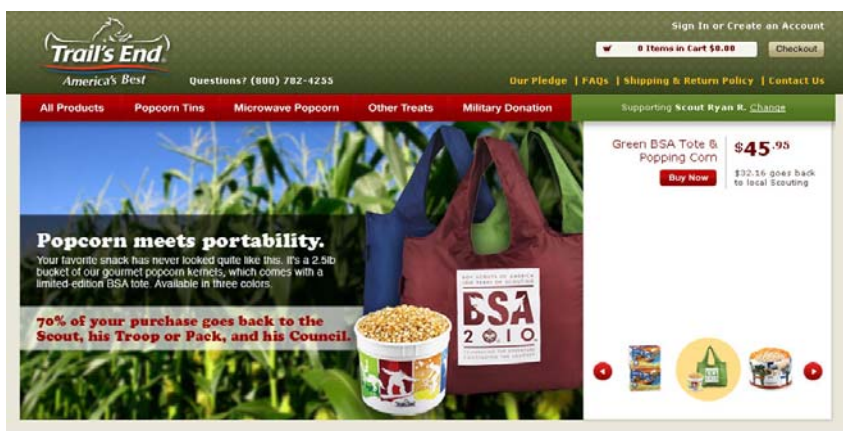 Sign In or Create an Account
Trail's End
America's Best
0 Items in Cart $0.00
Checkout
Questions? (800) 782-4255
Our Pledge | FAQs | Shipping & Return Policy | Contact Us
All Products
Popcorn Tins
Microwave Popcorn
Other Treats
Military Donation
Supporting Scout Ryan R. Change
Green BSA Tote &
Popping Corn
Buy Now
$45.95
$32.16 goes back
to local Scouting
Popcorn meets portability.
Your favorite snack has never looked
quite like this. It's a 2.5lb
bucket of our gourmet popcorn kernels, which comes with a
limited-edition BSA tote. Available in three colors.
70% of your purchase goes back to the
Scout, his Troop or Pack, and his Council.
BOY SCOUTS OF AMERICA
BSA
2010